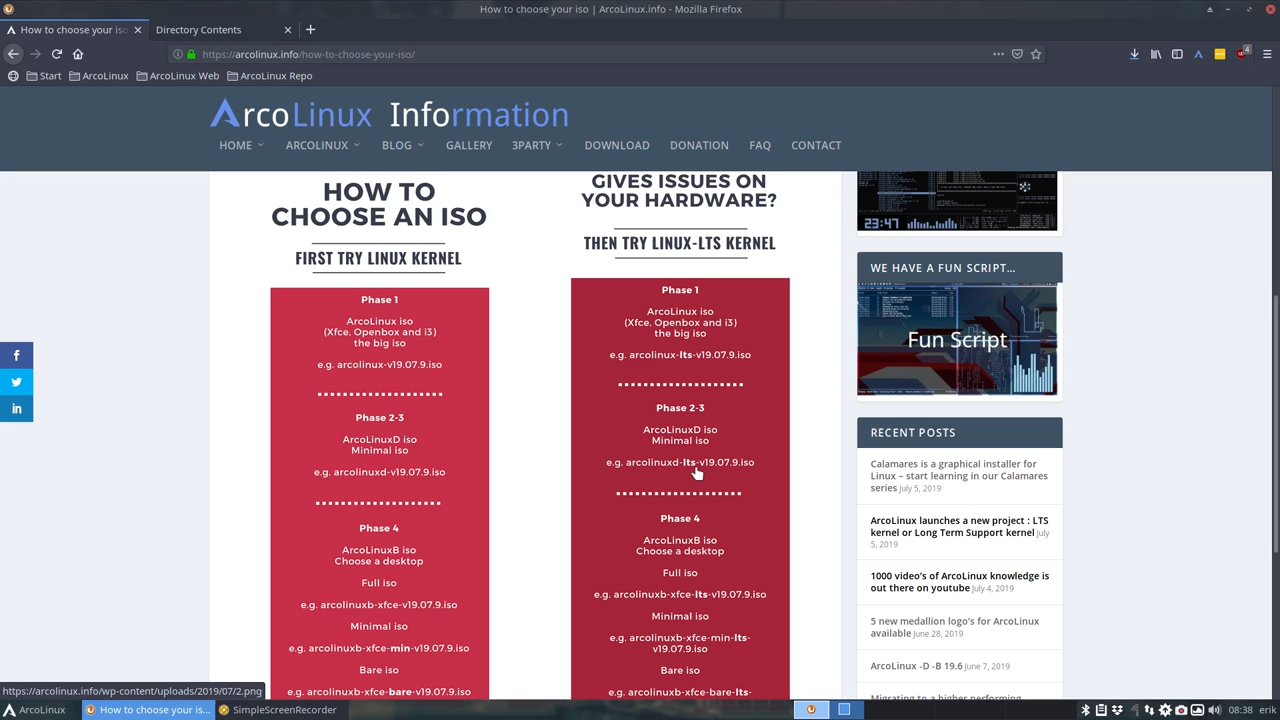 How to choose your iso | ArcoLinux.info - Mozilla Firefox
How to choose your iso
Directory Contents
https://arcolinux.info/how-to-choose-your-iso/
4
Start
ArcoLinux
ArcoLinux Web
ArcoLinux Repo
ArcoLinux Information
HOME
ARCOLINUX
BLOG
GALLERY
3PARTY
DOWNLOAD
DONATION
FAQ
CONTACT
HOW TO
CHOOSE AN ISO
FIRST TRY LINUX KERNEL
Phase 1
ArcoLinux iso
(Xfce, Openbox and i3)
the big iso
e.g. arcolinux-v19.07.9.iso
Phase 2-3
ArcoLinuxD iso
Minimal iso
e.g. arcolinuxd-v19.07.9.iso
Phase 4
ArcoLinuxB iso
Choose a desktop
Full iso
e.g. arcolinuxb-xfce-v19.07.9.iso
Minimal iso
e.g. arcolinuxb-xfce-min-v19.07.9.iso
Bare iso
e.g. arcolinuxb-xfce-bare-v19.07.9.iso
GIVES ISSUES ON
YOUR HARDWARE?
THEN TRY LINUX-LTS KERNEL
Phase 1
ArcoLinux iso
(Xfce, Openbox and i3)
the big iso
e.g. arcolinux-lts-v19.07.9.iso
Phase 2-3
ArcoLinuxD iso
Minimal iso
e.g. arcolinuxd-lts-v19.07.9.iso
Phase 4
ArcoLinuxB iso
Choose a desktop
Full iso
e.g. arcolinuxb-xfce-lts-v19.07.9.iso
Minimal iso
e.g. arcolinuxb-xfce-min-lts-
v19.07.9.iso
Bare iso
e.g. arcolinuxb-xfce-bare-lts-
23:47
WE HAVE A FUN SCRIPT...
Fun Script
RECENT POSTS
Calamares is a graphical installer for
Linux – start learning in our Calamares
series July 5, 2019
ArcoLinux launches a new project : LTS
kernel or Long Term Support kernel July
5, 2019
1000 video's of ArcoLinux knowledge is
out there on youtube July 4, 2019
5 new medallion logo's for ArcoLinux
available June 28, 2019
ArcoLinux -D -B 19.6 June 7, 2019
Migrating to a higher performing
https://arcolinux.info/wp-content/uploads/2019/07/2.png
ArcoLinux
How to choose your is...
SimpleScreenRecorder
08:38
erik